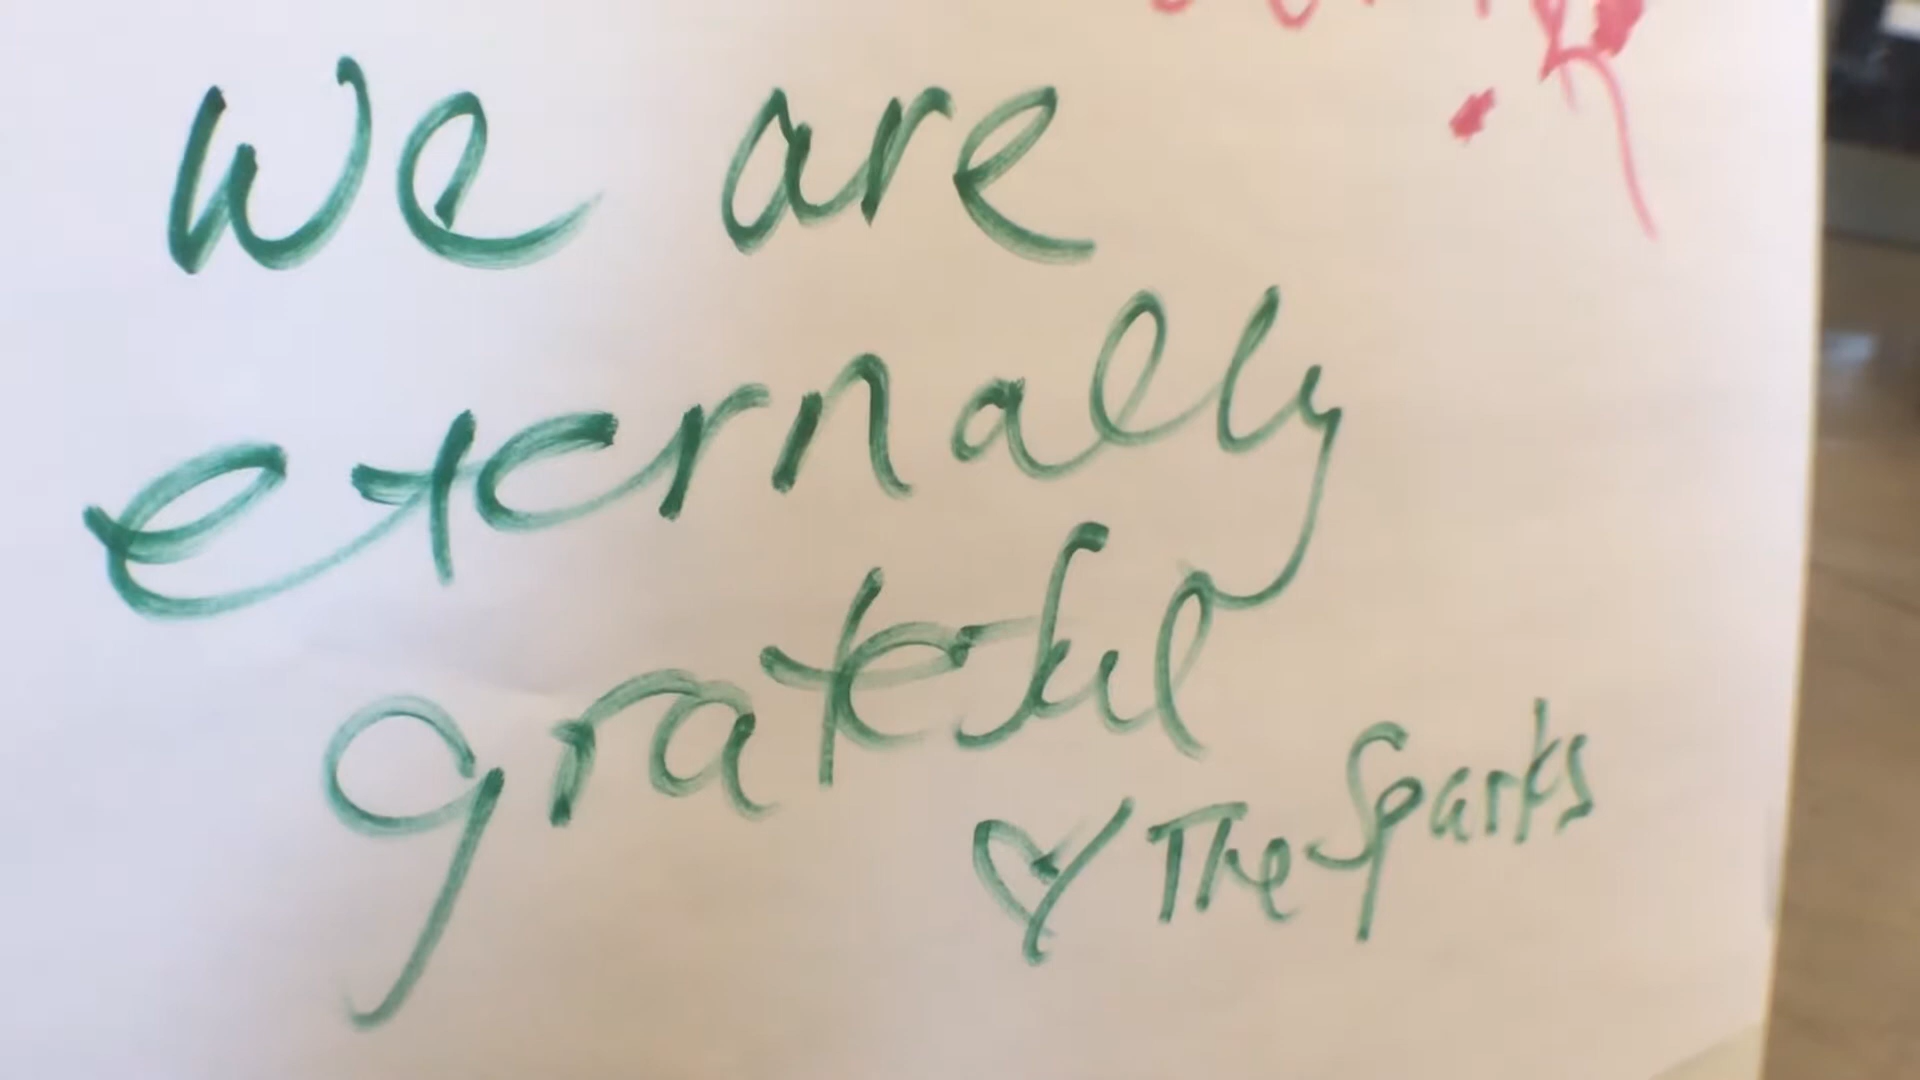 We are
eternally
grateful
♡ The Sparks